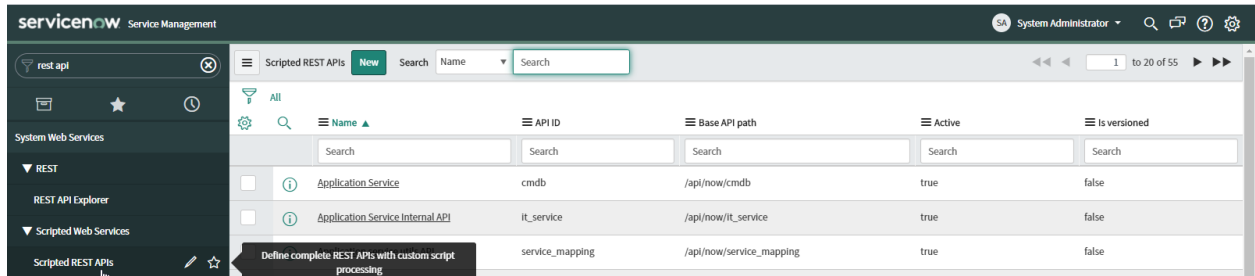 servicenow Service Management
SA System Administrator
rest api
Scripted REST APIs New Search Name Search
1 to 20 of 55
All
System Web Services
Name API ID Base API path Active Is versioned
Search Search Search Search Search
REST
Application Service cmdb /api/now/cmdb true false
REST API Explorer
Application Service Internal API it_service /api/now/it_service true false
Scripted Web Services
service_mapping /api/now/service_mapping true false
Scripted REST APIs
Define complete REST APIs with custom script
processing